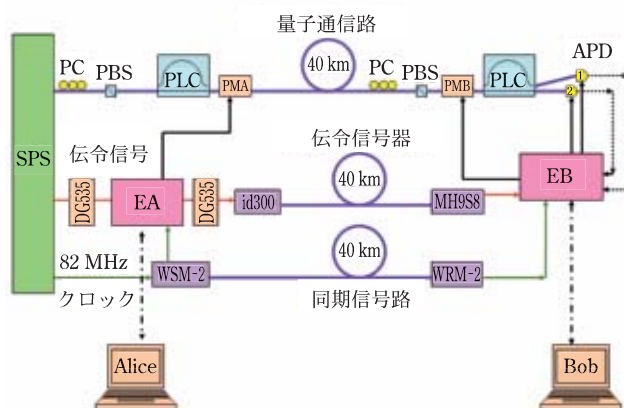 量子通信路
APD
PC
PBS
PLC
PMA
40 km
PC
PBS
PMB
PLC
1
2
SPS
伝令信号
伝令信号器
DG535
EA
DG535
id300
40 km
MH9S8
EB
82 MHz
クロック
WSM-2
40 km
WRM-2
同期信号路
Alice
Bob